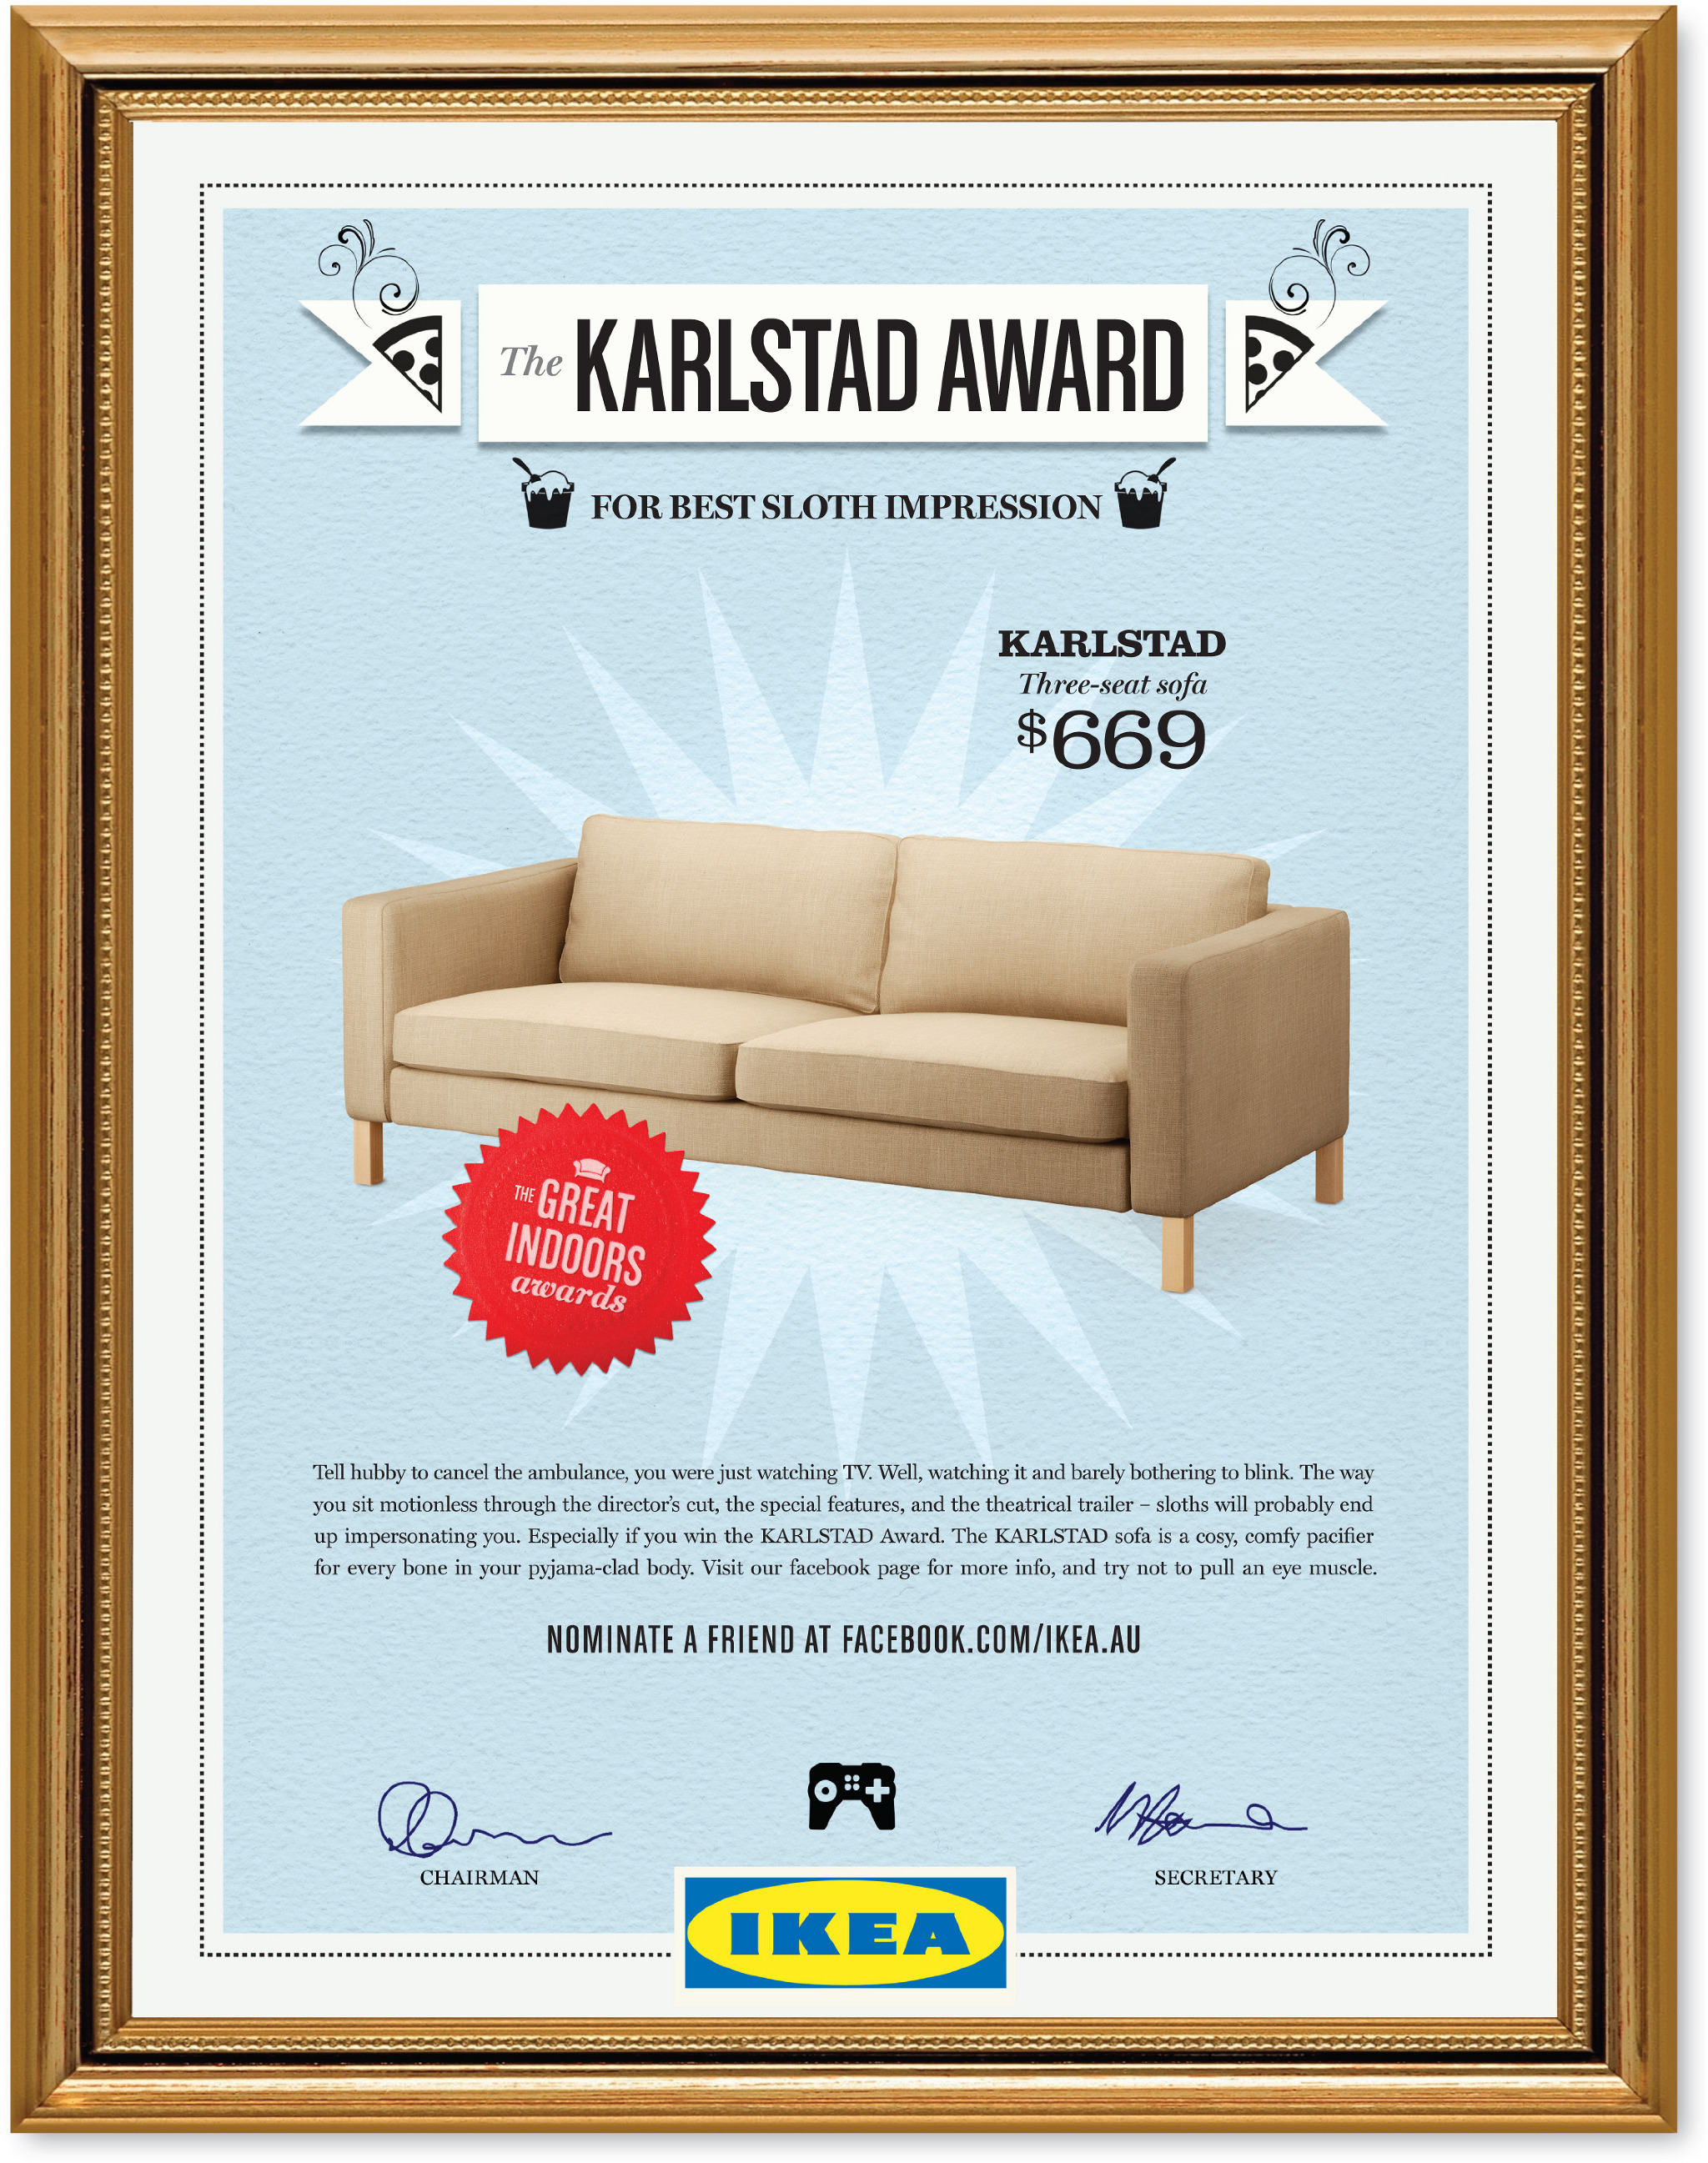 The KARLSTAD AWARD
FOR BEST SLOTH IMPRESSION
KARLSTAD
Three-seat sofa
$669
THE GREAT
INDOORS
awards
Tell hubby to cancel the ambulance, you were just watching TV. Well, watching it and barely bothering to blink. The way
you sit motionless through the director's cut, the special features, and the theatrical trailer – sloths will probably end
up impersonating you. Especially if you win the KARLSTAD Award. The KARLSTAD sofa is a cosy, comfy pacifier
for every bone in your pyjama-clad body. Visit our facebook page for more info, and try not to pull an eye muscle.
NOMINATE A FRIEND AT FACEBOOK.COM/IKEA.AU
CHAIRMAN
SECRETARY
IKEA